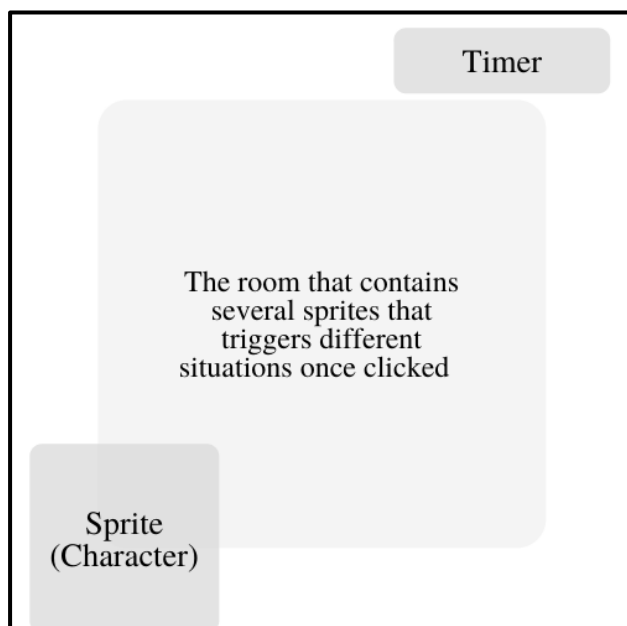 Timer
The room that contains
several sprites that
triggers different
situations once clicked
Sprite
(Character)